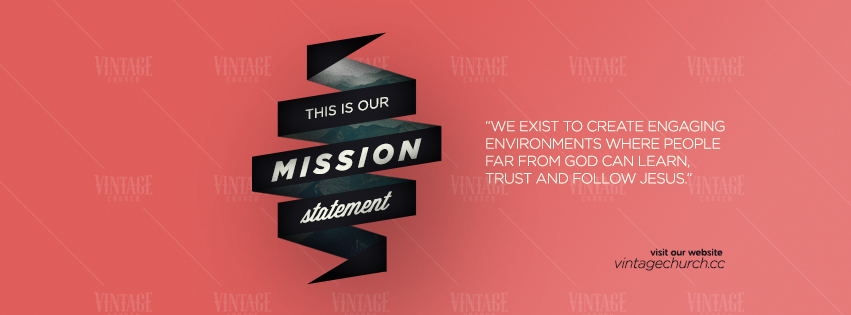 THIS IS OUR
MISSION
statement
“WE EXIST TO CREATE ENGAGING
ENVIRONMENTS WHERE PEOPLE
FAR FROM GOD CAN LEARN,
TRUST AND FOLLOW JESUS.”
visit our website
vintagechurch.cc
VINTAGE
CHURCH